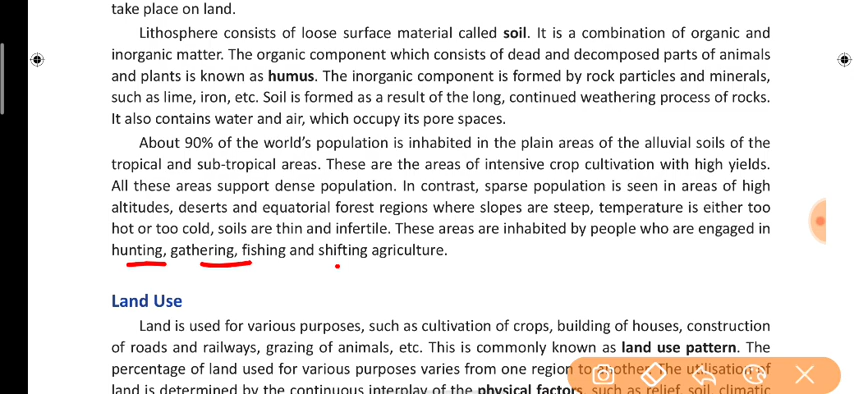 take place on land.
Lithosphere consists of loose surface material called soil. It is a combination of organic and
inorganic matter. The organic component which consists of dead and decomposed parts of animals
and plants is known as humus. The inorganic component is formed by rock particles and minerals,
such as lime, iron, etc. Soil is formed as a result of the long, continued weathering process of rocks.
It also contains water and air, which occupy its pore spaces.
About 90% of the world's population is inhabited in the plain areas of the alluvial soils of the
tropical and sub-tropical areas. These are the areas of intensive crop cultivation with high yields.
All these areas support dense population. In contrast, sparse population is seen in areas of high
altitudes, deserts and equatorial forest regions where slopes are steep, temperature is either too
hot or too cold, soils are thin and infertile. These areas are inhabited by people who are engaged in
hunting, gathering, fishing and shifting agriculture.
Land Use
Land is used for various purposes, such as cultivation of crops, building of houses, construction
of roads and railways, grazing of animals, etc. This is commonly known as land use pattern. The
percentage of land used for various purposes varies from one region to another. The utilisation of
land is determined by the continuous interplay of the physical factors, such as relief, soil, climatic